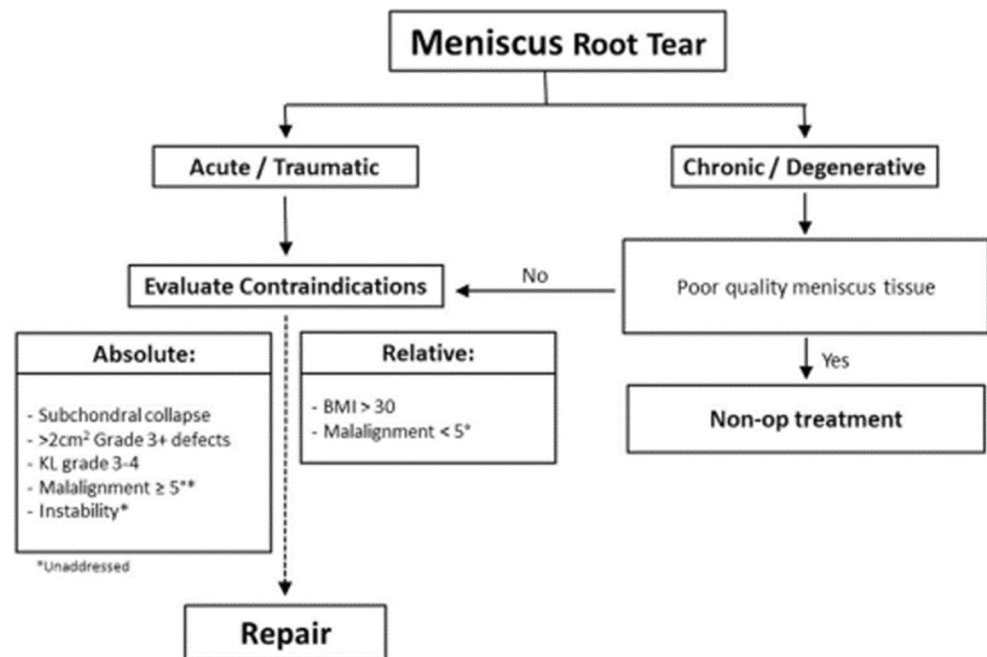 Meniscus Root Tear
Acute / Traumatic
Chronic / Degenerative
Evaluate Contraindications
No
Poor quality meniscus tissue
Yes
Non-op treatment
Absolute:
- Subchondral collapse
- >2cm² Grade 3+ defects
- KL grade 3-4
- Malalignment ≥ 5°*
- Instability*
*Unaddressed
Relative:
- BMI > 30
- Malalignment < 5°
Repair